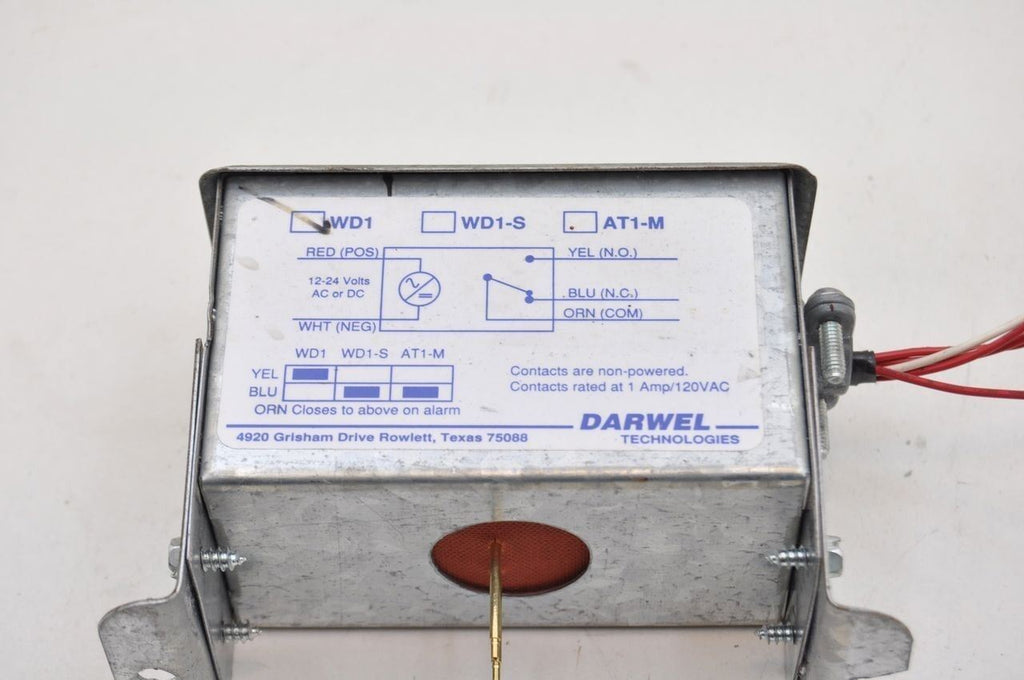 WD1 WD1-S AT1-M
RED (POS) YEL (N.O.)
12-24 Volts
AC or DC
BLU (N.C.)
ORN (COM)
WHT (NEG)
WD1 WD1-S AT1-M
YEL
BLU
ORN Closes to above on alarm
Contacts are non-powered.
Contacts rated at 1 Amp/120VAC
DARWEL
TECHNOLOGIES
4920 Grisham Drive Rowlett, Texas 75088